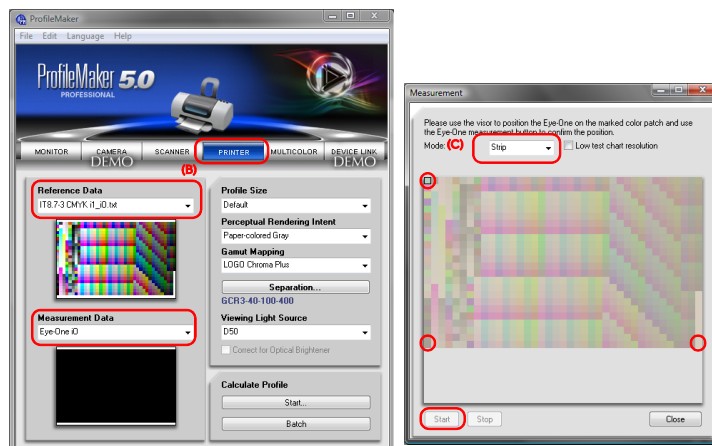 ProfileMaker
File Edit Language Help
ProfileMaker 5.0
PROFESSIONAL
MONITOR CAMERA SCANNER PRINTER MULTICOLOR DEVICE LINK
DEMO DEMO
(B)
Reference Data
IT8.7-3 CMYK i1_iO.txt
Measurement Data
Eye-One iO
Profile Size
Default
Perceptual Rendering Intent
Paper-colored Gray
Gamut Mapping
LOGO Chroma Plus
Separation...
GCR3-40-100-400
Viewing Light Source
D50
Correct for Optical Brightener
Calculate Profile
Start...
Batch
Measurement
Please use the visor to position the Eye-One on the marked color patch and use
the Eye-One measurement button to confirm the position.
Mode: (C) Strip Low test chart resolution
Start Stop Close